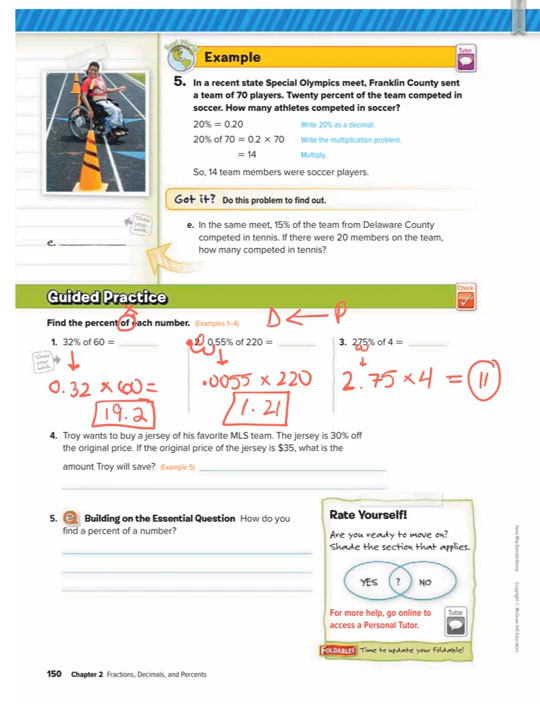 Example
Tutor
5. In a recent state Special Olympics meet, Franklin County sent
a team of 70 players. Twenty percent of the team competed in
soccer. How many athletes competed in soccer?
20% = 0.20 Write 20% as a decimal.
20% of 70 = 0.2 × 70 Write the multiplication problem.
= 14 Multiply.
So, 14 team members were soccer players.
Got it? Do this problem to find out.
Show your work.
e. In the same meet, 15% of the team from Delaware County
competed in tennis. If there were 20 members on the team,
how many competed in tennis?
e. ____________
Guided Practice
Check
Find the percent of each number. (Examples 1–4)
D ← P
1. 32% of 60 = ______
2. 0.55% of 220 = ______
3. 275% of 4 = ______
Show your work.
0.32 × 60 =
19.2
.0055 × 220
1.21
2.75 × 4 = 11
4. Troy wants to buy a jersey of his favorite MLS team. The jersey is 30% off
the original price. If the original price of the jersey is $35, what is the
amount Troy will save? (Example 5)
5. Building on the Essential Question How do you
find a percent of a number?
Rate Yourself!
Are you ready to move on?
Shade the section that applies.
YES ? NO
For more help, go online to
access a Personal Tutor.
Tutor
FOLDABLES Time to update your Foldable!
150 Chapter 2 Fractions, Decimals, and Percents